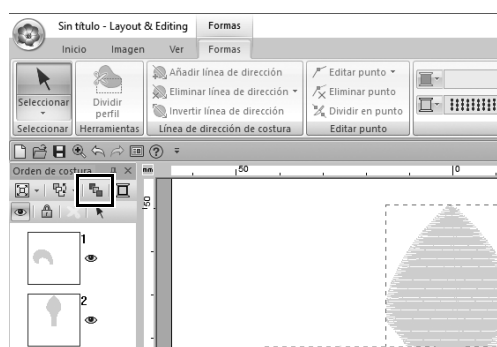 Sin título - Layout & Editing Formas
Inicio Imagen Ver Formas
Seleccionar
Dividir
perfil
Añadir línea de dirección
Eliminar línea de dirección
Invertir línea de dirección
Editar punto
Eliminar punto
Dividir en punto
Seleccionar Herramientas Línea de dirección de costura Editar punto
Orden de costura
mm 50 0
50
1
2